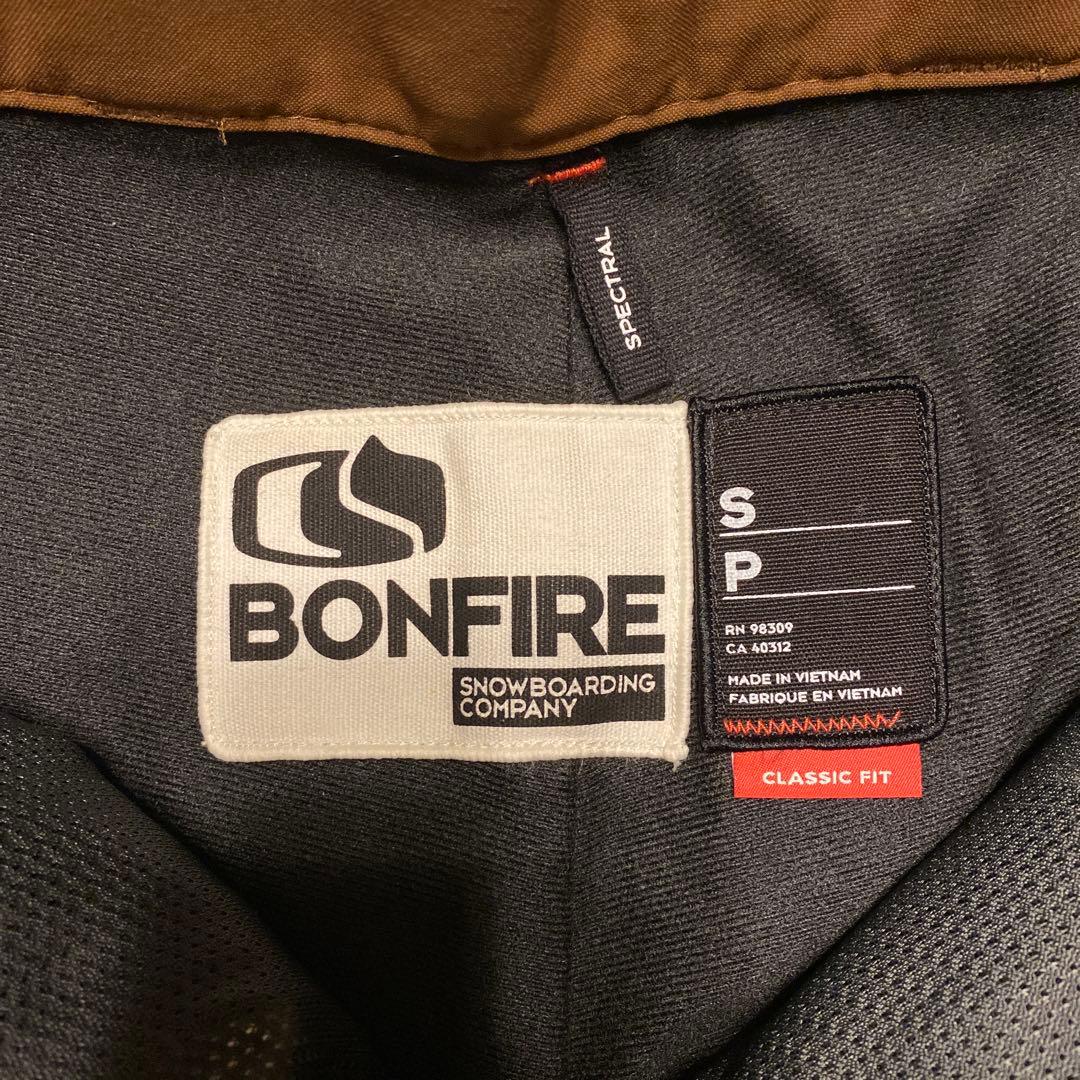 SPECTRAL
BONFIRE
SNOWBOARDING
COMPANY
S
P
RN 98309
CA 40312
MADE IN VIETNAM
FABRIQUE EN VIETNAM
CLASSIC FIT